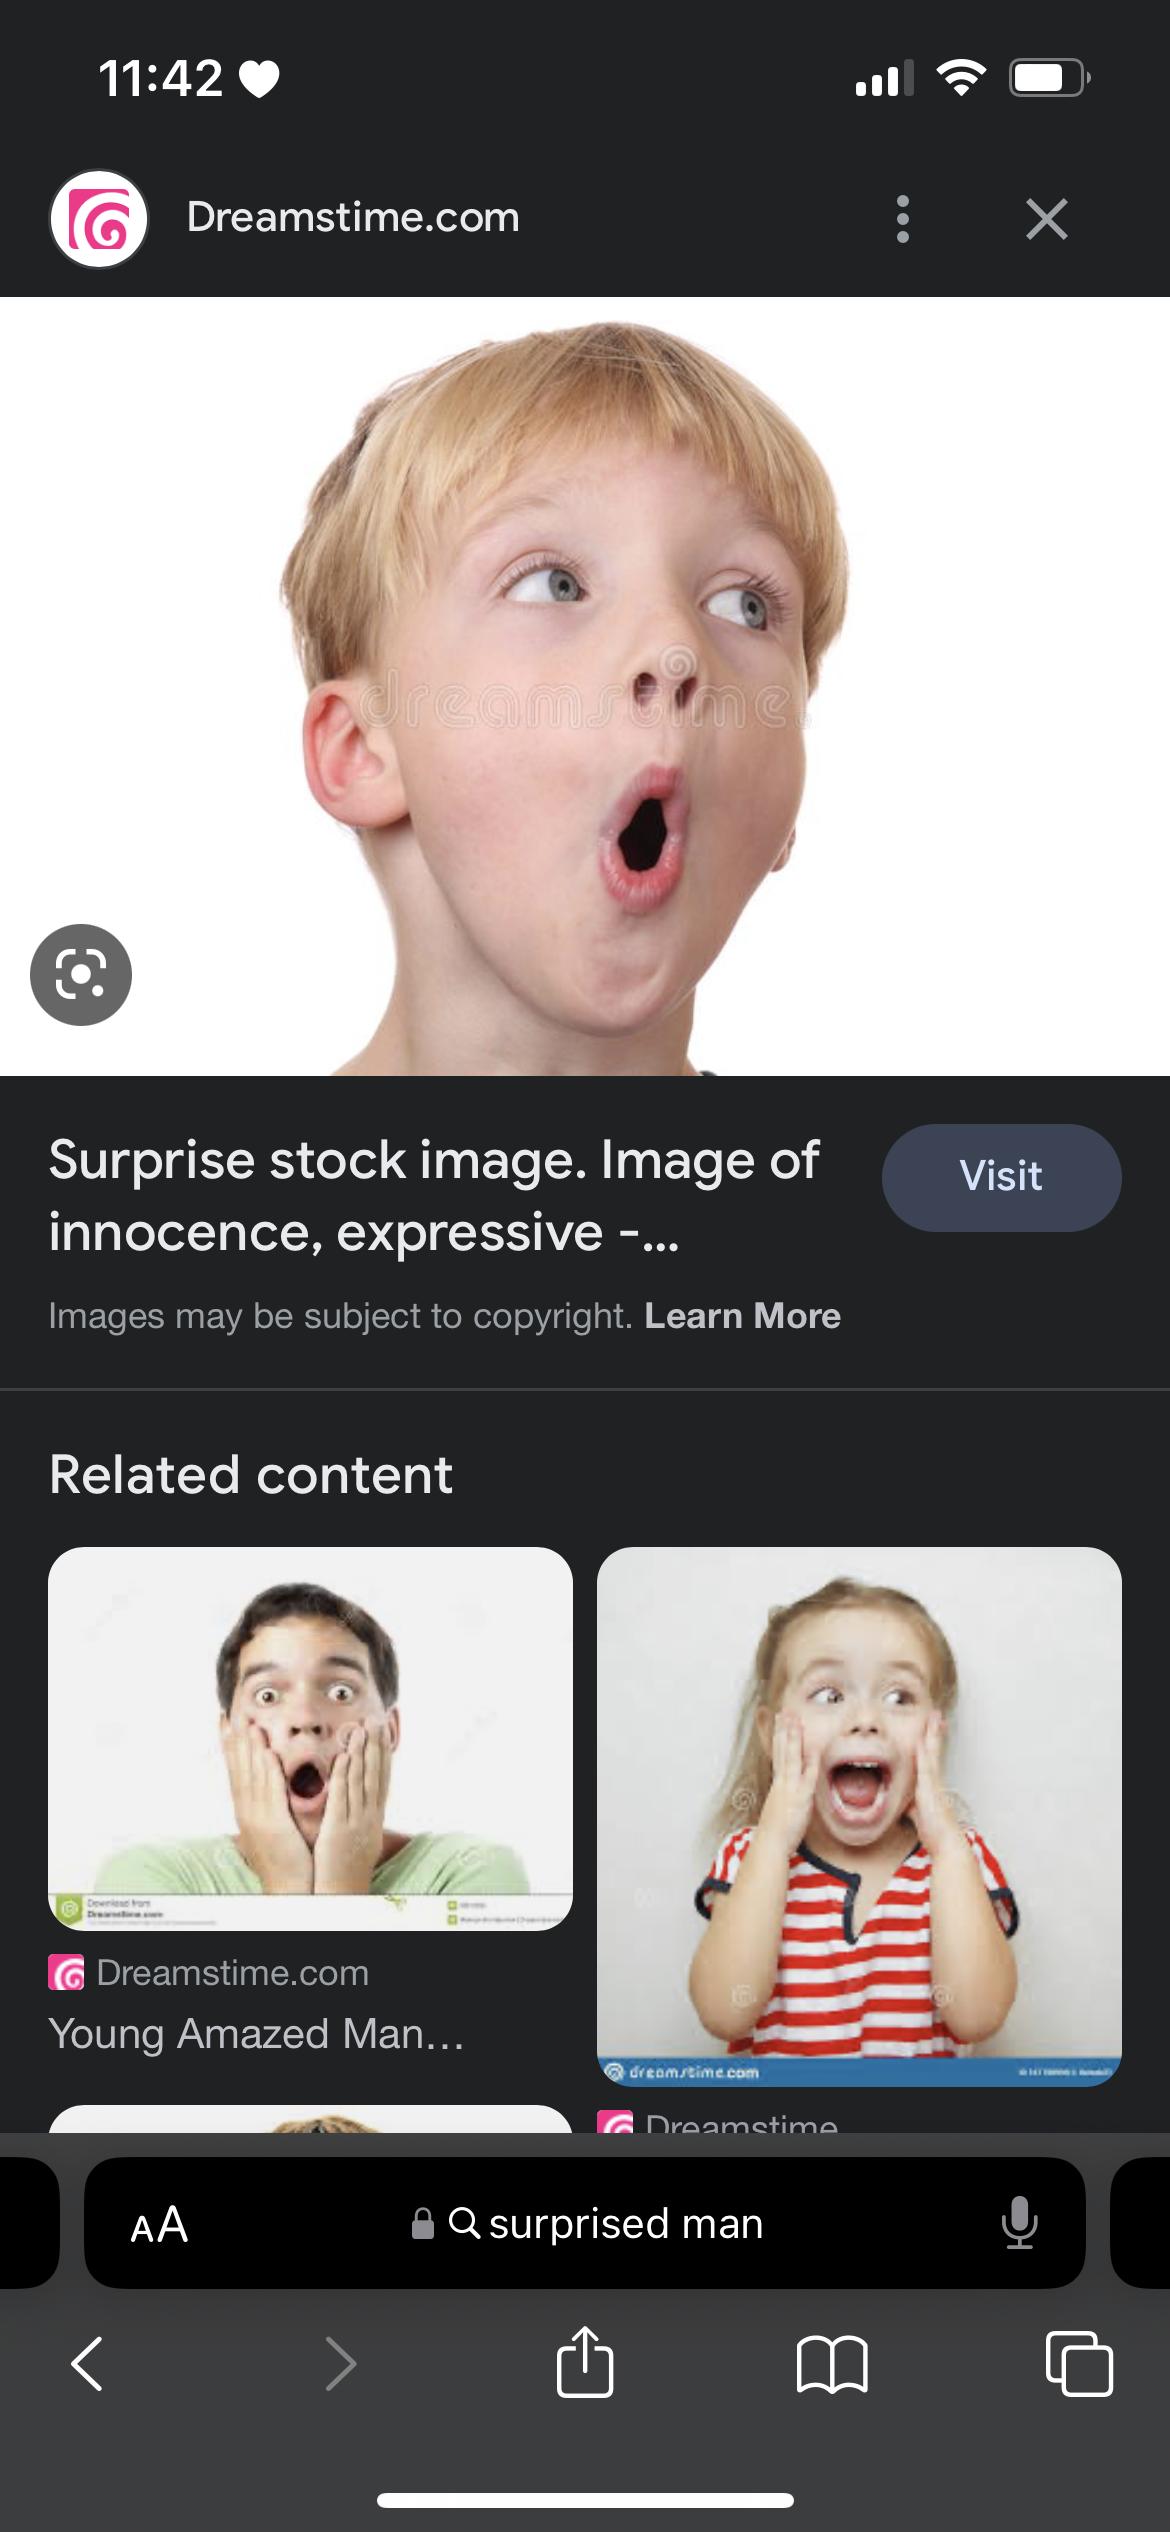 11:42
Dreamstime.com
dreamstime.
Surprise stock image. Image of
innocence, expressive -...
Visit
Images may be subject to copyright. Learn More
Related content
Download from
Dreamstime.com
dreamstime.com
Dreamstime.com
Young Amazed Man...
Dreamstime
AA
surprised man